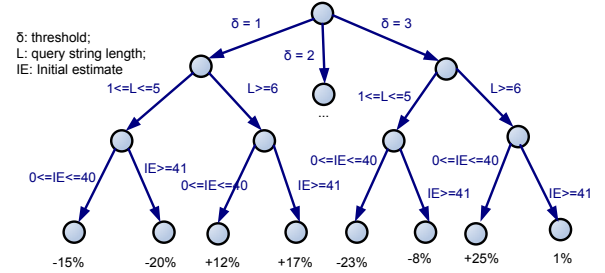 δ: threshold;
L: query string length;
IE: Initial estimate
δ = 1
δ = 2
δ = 3
...
1<=L<=5
L>=6
1<=L<=5
L>=6
0<=IE<=40
IE>=41
0<=IE<=40
IE>=41
0<=IE<=40
IE>=41
0<=IE<=40
IE>=41
-15%
-20%
+12%
+17%
-23%
-8%
+25%
1%